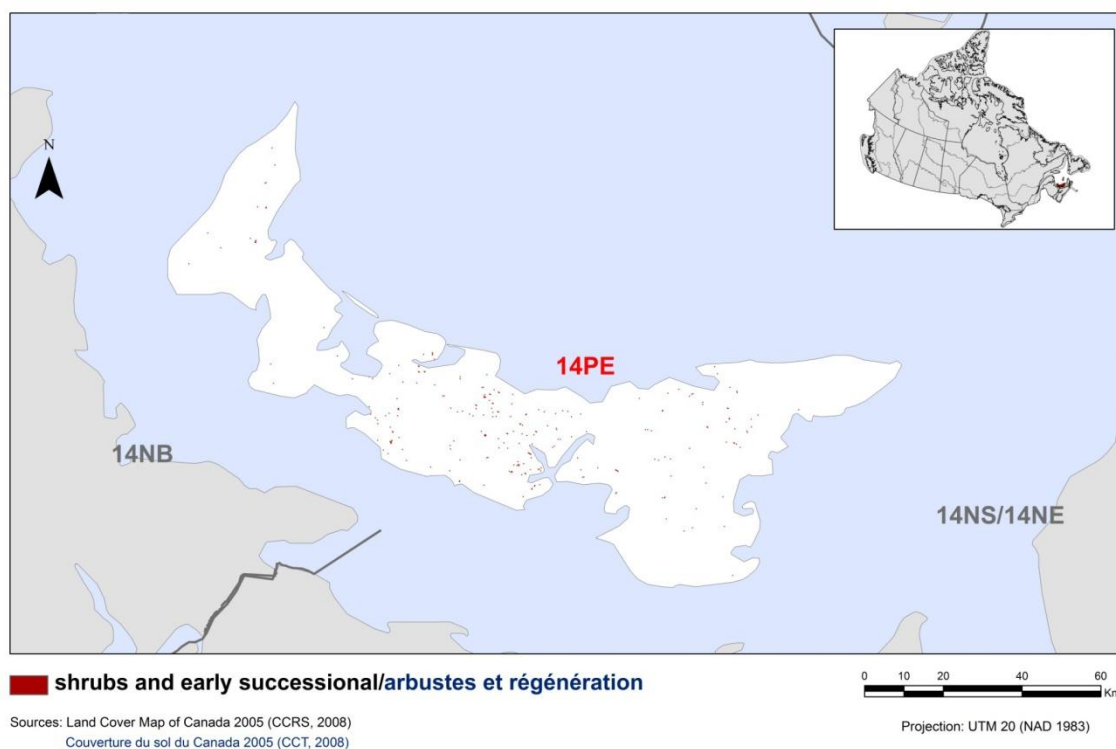 N
14PE
14NB
14NS/14NE
shrubs and early successional/arbustes et régénération
0 10 20 40 60
Km
Sources: Land Cover Map of Canada 2005 (CCRS, 2008)
Couverture du sol du Canada 2005 (CCT, 2008)
Projection: UTM 20 (NAD 1983)